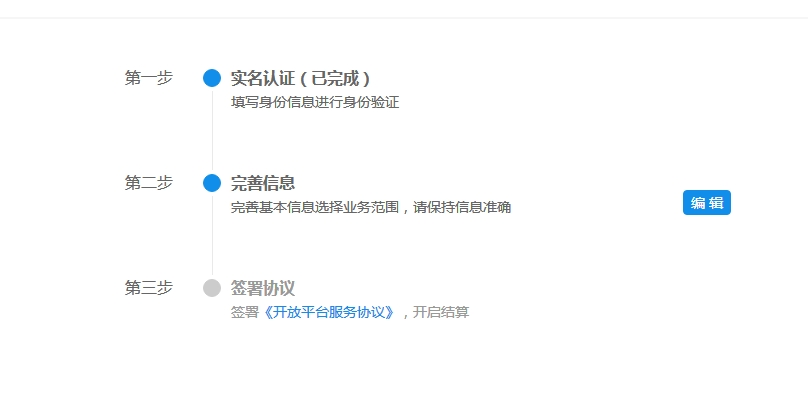 第一步
实名认证（已完成）
填写身份信息进行身份验证
第二步
完善信息
完善基本信息选择业务范围，请保持信息准确
编 辑
第三步
签署协议
签署《开放平台服务协议》，开启结算